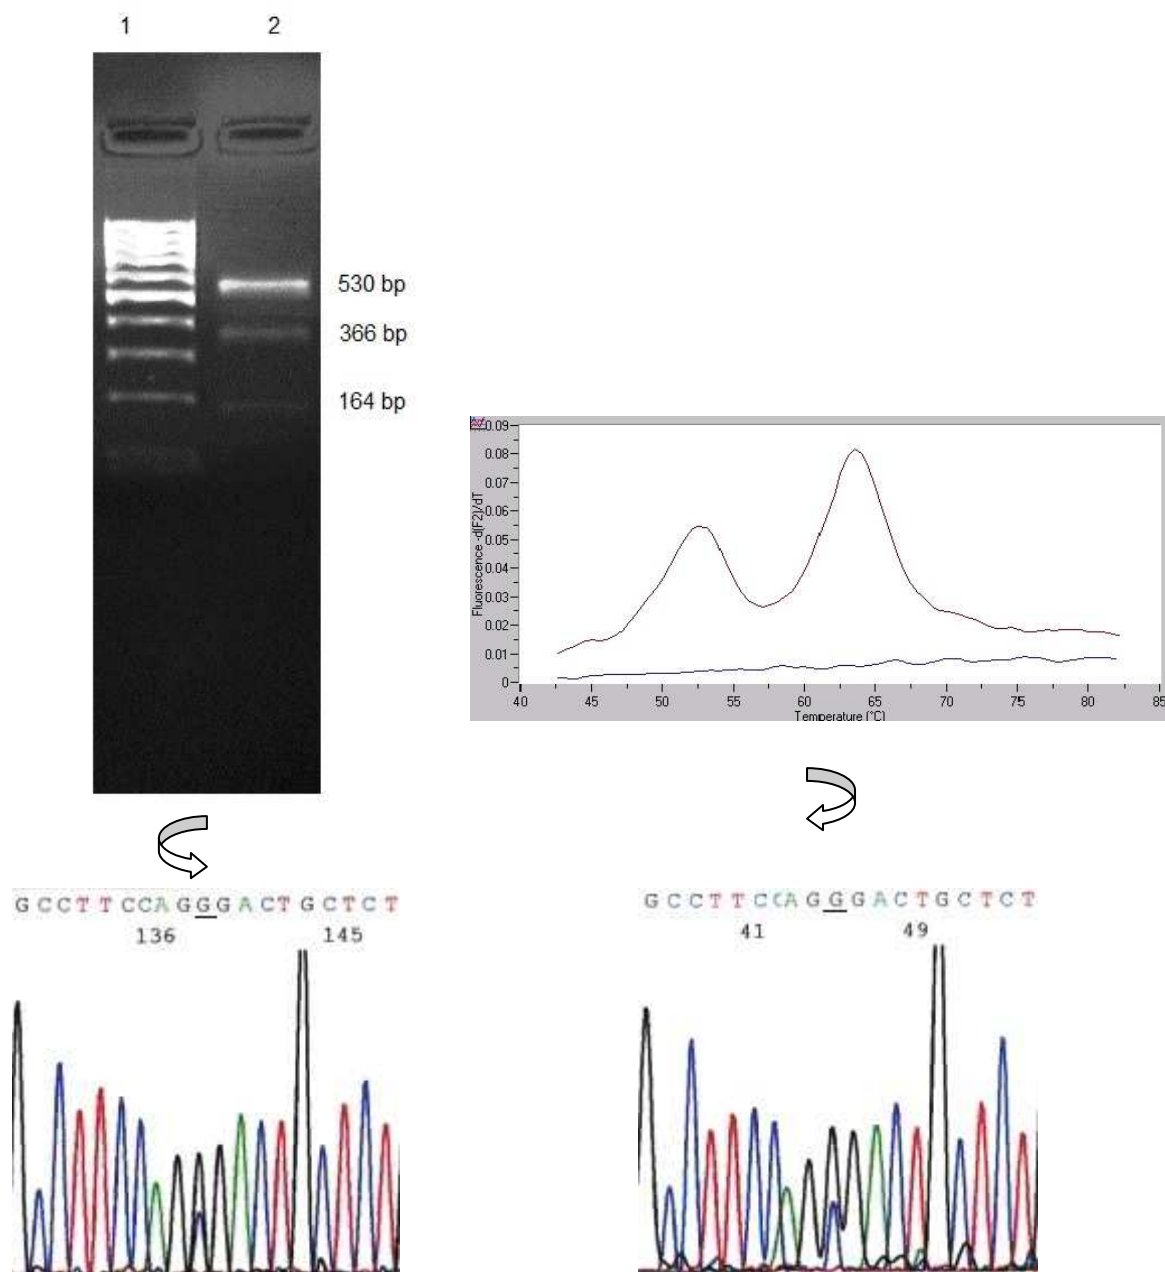 1 2
530 bp
366 bp
164 bp
0.09
0.08
0.07
0.06
0.05
0.04
0.03
0.02
0.01
0
Fluorescence -d(F2)/dT
40 45 50 55 60 65 70 75 80 85
Temperature (°C)
G C C T T C C A G G G A C T G C T C T
136 145
G C C T T C C A G G G A C T G C T C T
41 49